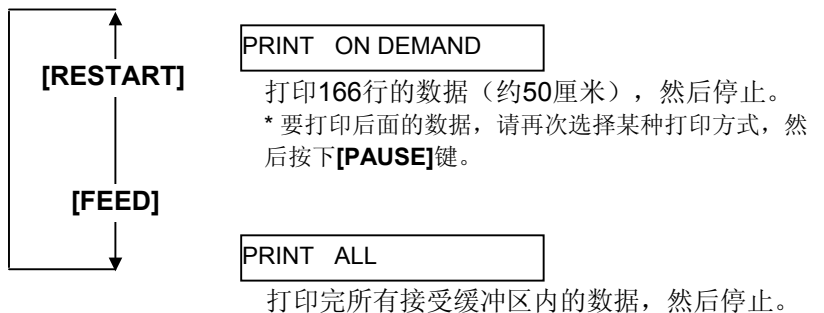 PRINT ON DEMAND
[RESTART]
打印166行的数据（约50厘米），然后停止。
* 要打印后面的数据，请再次选择某种打印方式，然
后按下[PAUSE]键。
[FEED]
PRINT ALL
打印完所有接受缓冲区内的数据，然后停止。